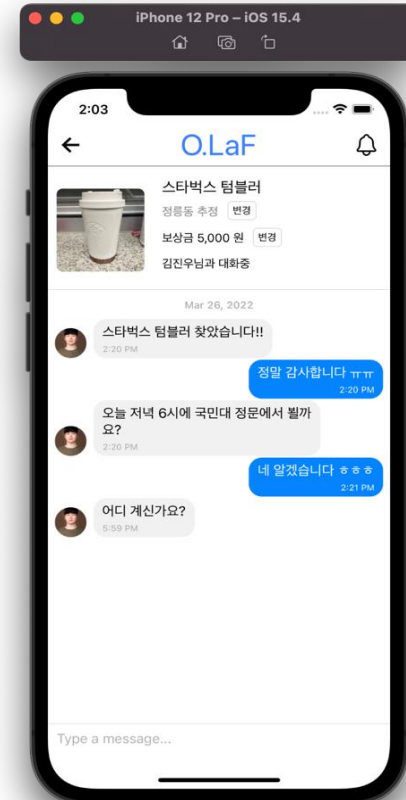 iPhone 12 Pro – iOS 15.4
2:03
O.LaF
스타벅스 텀블러
정릉동 추정 변경
보상금 5,000 원 변경
김진우님과 대화중
Mar 26, 2022
스타벅스 텀블러 찾았습니다!!
2:20 PM
정말 감사합니다 ㅠㅠ
2:20 PM
오늘 저녁 6시에 국민대 정문에서 뵐까
요?
2:20 PM
네 알겠습니다 ㅎㅎㅎ
2:21 PM
어디 계신가요?
5:59 PM
Type a message...